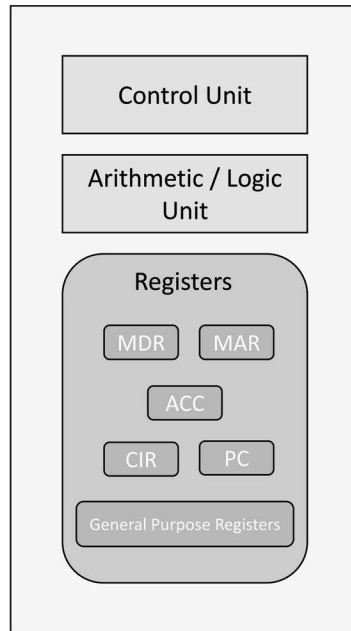 Control Unit
Arithmetic / Logic
Unit
Registers
MDR MAR
ACC
CIR PC
General Purpose Registers